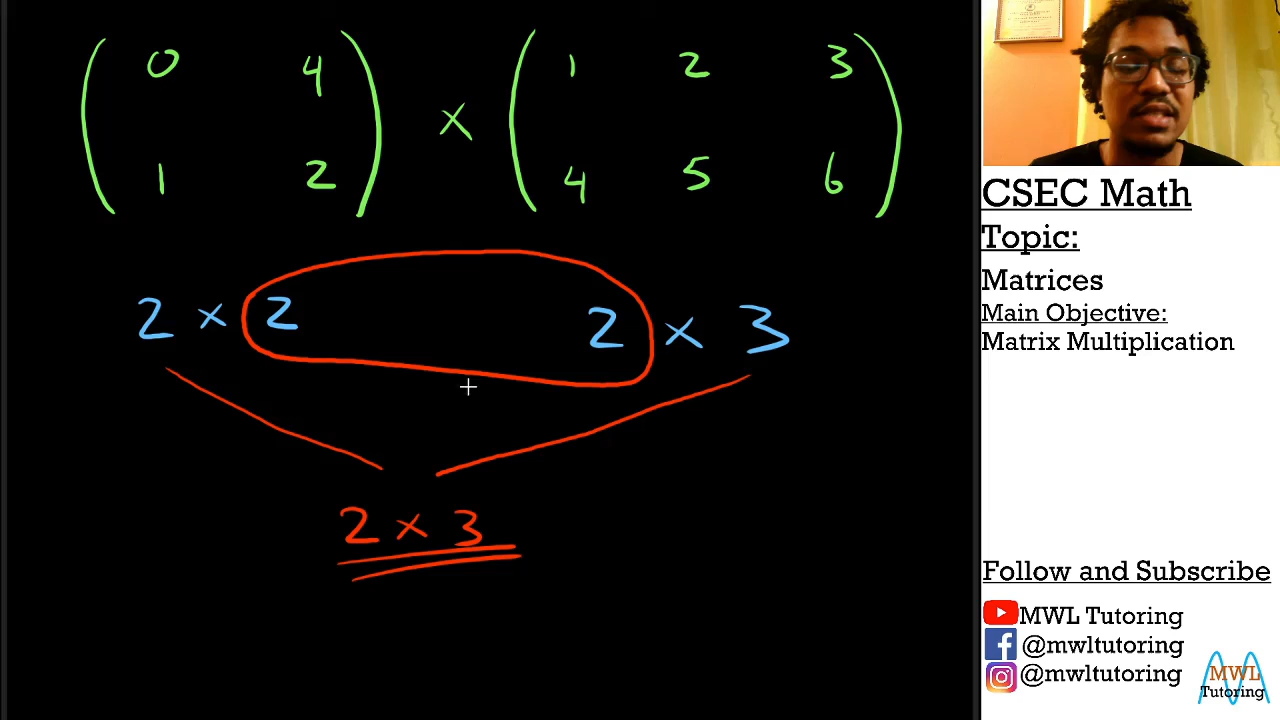 0 4 × 1 2 3
1 2 4 5 6
2 × 2 2 × 3
2 × 3
CSEC Math
Topic:
Matrices
Main Objective:
Matrix Multiplication
Follow and Subscribe
MWL Tutoring
@mwltutoring
@mwltutoring
MWL
Tutoring